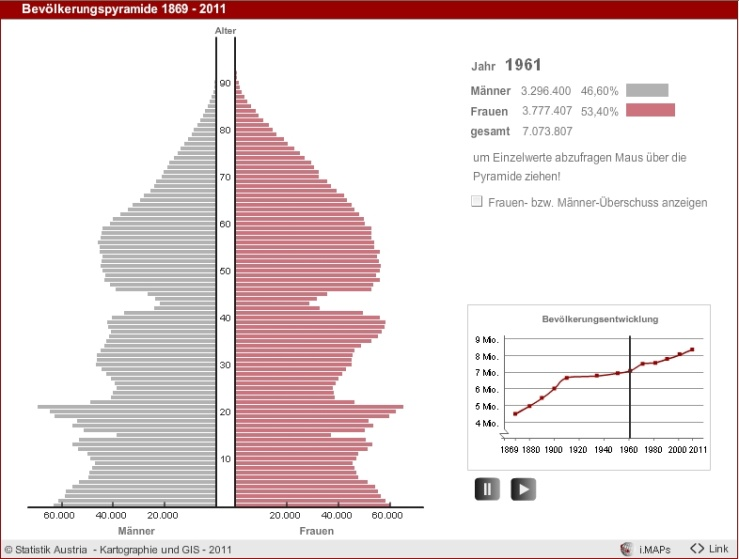 Bevölkerungspyramide 1869 - 2011
Alter
90
80
70
60
50
40
30
20
10
60.000 40.000 20.000 20.000 40.000 60.000
Männer Frauen
Jahr 1961
Männer 3.296.400 46,60%
Frauen 3.777.407 53,40%
gesamt 7.073.807
um Einzelwerte abzufragen Maus über die
Pyramide ziehen!
Frauen- bzw. Männer-Überschuss anzeigen
Bevölkerungsentwicklung
9 Mio.
8 Mio.
7 Mio.
6 Mio.
5 Mio.
4 Mio.
1869 1880 1900 1920 1940 1960 1980 2000 2011
© Statistik Austria - Kartographie und GIS - 2011 i.MAPs <> Link